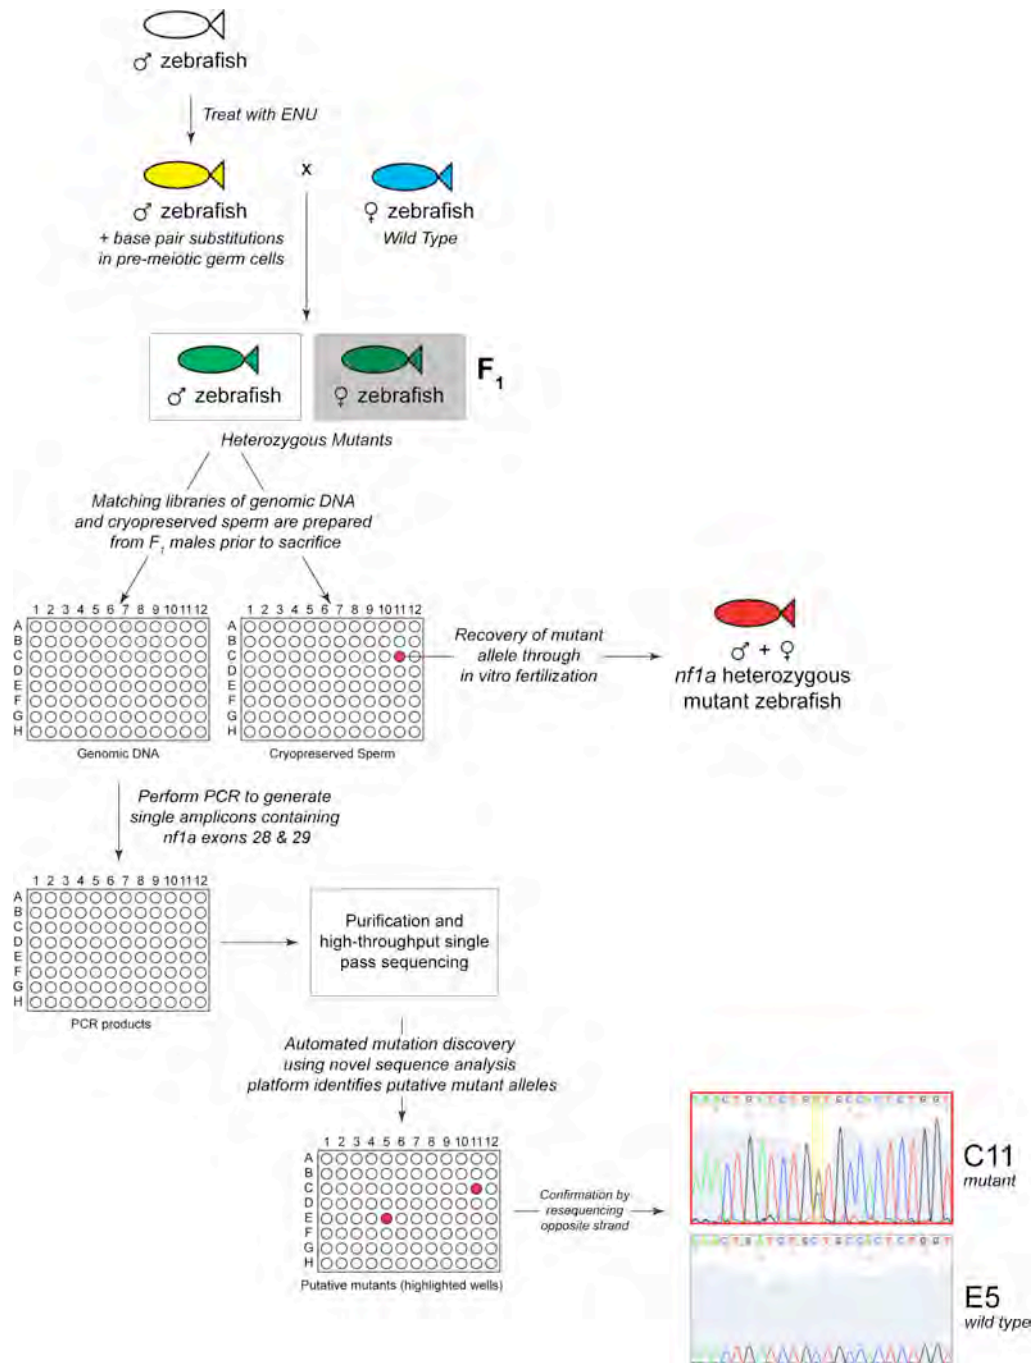 ♂ zebrafish
Treat with ENU
x
♂ zebrafish
+ base pair substitutions
in pre-meiotic germ cells
♀ zebrafish
Wild Type
♂ zebrafish
♀ zebrafish
F1
Heterozygous Mutants
Matching libraries of genomic DNA
and cryopreserved sperm are prepared
from F1 males prior to sacrifice
1 2 3 4 5 6 7 8 9 10 11 12
A
B
C
D
E
F
G
H
Genomic DNA
1 2 3 4 5 6 7 8 9 10 11 12
A
B
C
D
E
F
G
H
Cryopreserved Sperm
Recovery of mutant
allele through
in vitro fertilization
♂ + ♀
nf1a heterozygous
mutant zebrafish
Perform PCR to generate
single amplicons containing
nf1a exons 28 & 29
1 2 3 4 5 6 7 8 9 10 11 12
A
B
C
D
E
F
G
H
PCR products
Purification and
high-throughput single
pass sequencing
Automated mutation discovery
using novel sequence analysis
platform identifies putative mutant alleles
1 2 3 4 5 6 7 8 9 10 11 12
A
B
C
D
E
F
G
H
Putative mutants (highlighted wells)
Confirmation by
resequencing
opposite strand
C11
mutant
E5
wild type